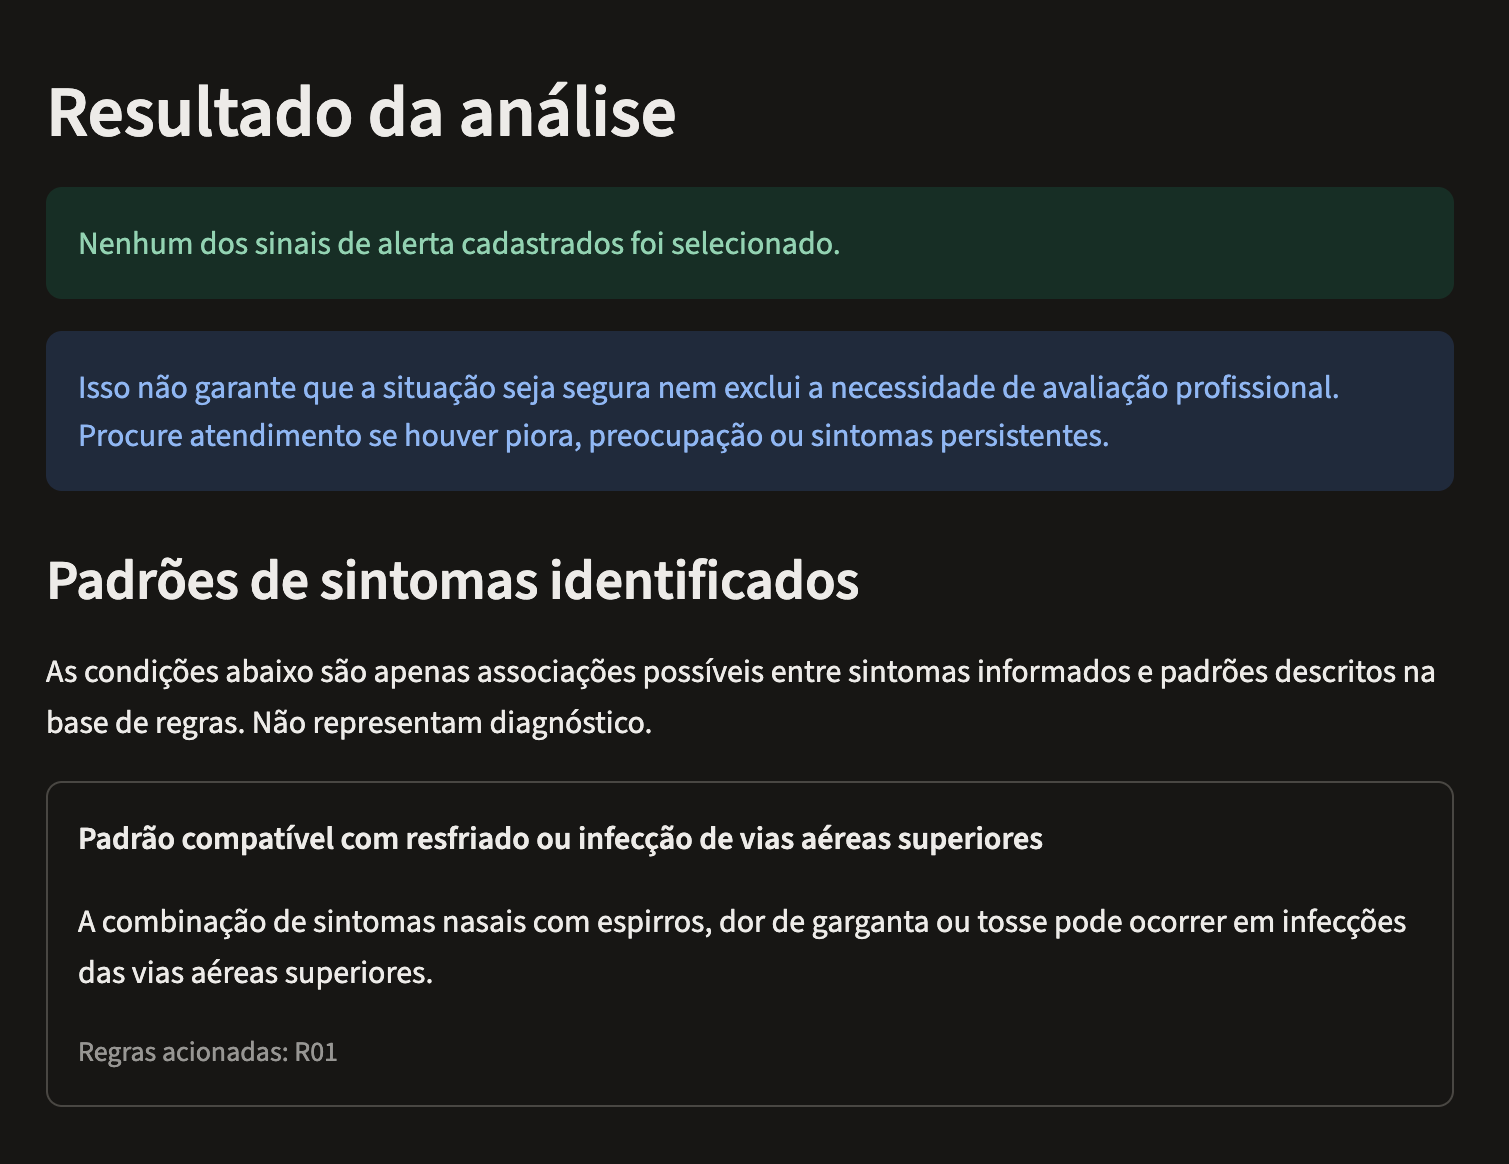 Resultado da análise
Nenhum dos sinais de alerta cadastrados foi selecionado.
Isso não garante que a situação seja segura nem exclui a necessidade de avaliação profissional.
Procure atendimento se houver piora, preocupação ou sintomas persistentes.
Padrões de sintomas identificados
As condições abaixo são apenas associações possíveis entre sintomas informados e padrões descritos na
base de regras. Não representam diagnóstico.
Padrão compatível com resfriado ou infecção de vias aéreas superiores
A combinação de sintomas nasais com espirros, dor de garganta ou tosse pode ocorrer em infecções
das vias aéreas superiores.
Regras acionadas: R01